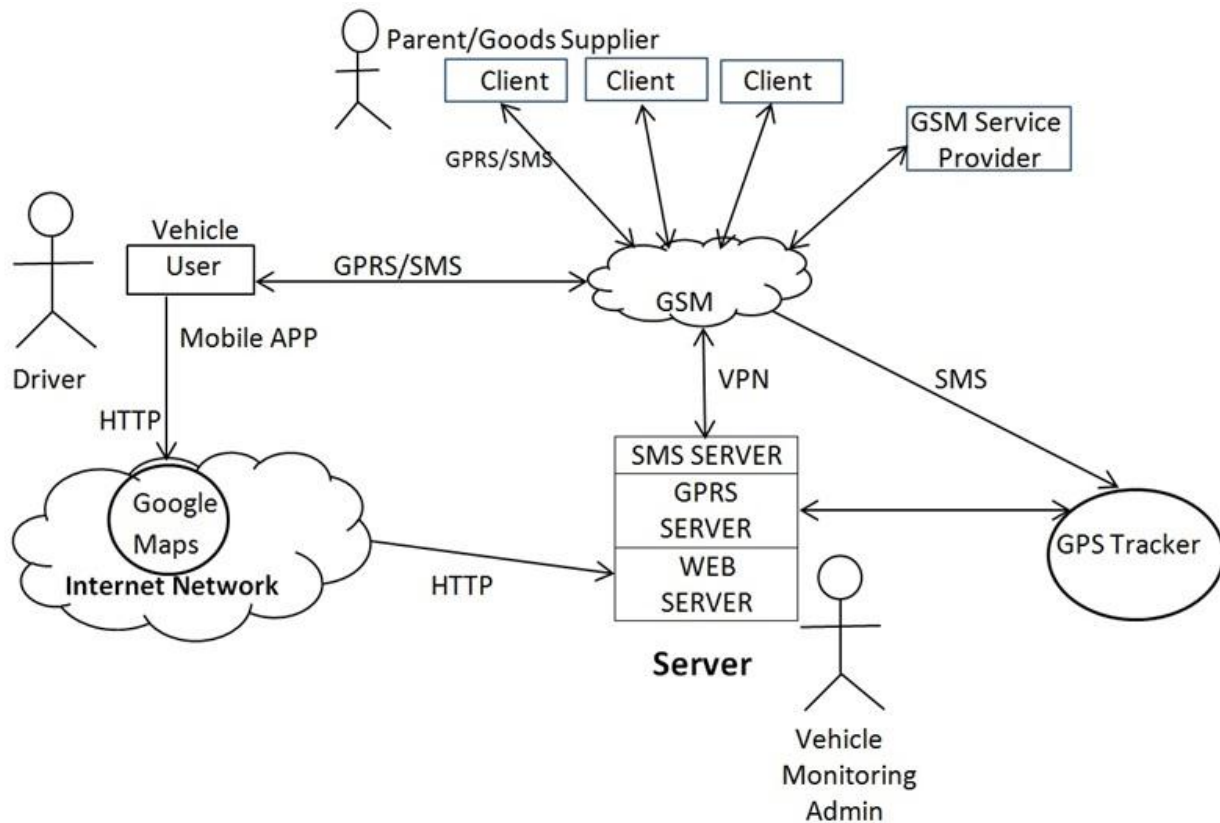 Parent/Goods Supplier
Client
Client
Client
GSM Service
Provider
GPRS/SMS
Vehicle
User
GPRS/SMS
GSM
Mobile APP
Driver
VPN
SMS
HTTP
SMS SERVER
Google
Maps
GPRS
SERVER
GPS Tracker
Internet Network
HTTP
WEB
SERVER
Server
Vehicle
Monitoring
Admin